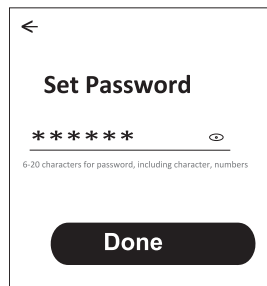 Set Password
******
6-20 characters for password, including character, numbers
Done